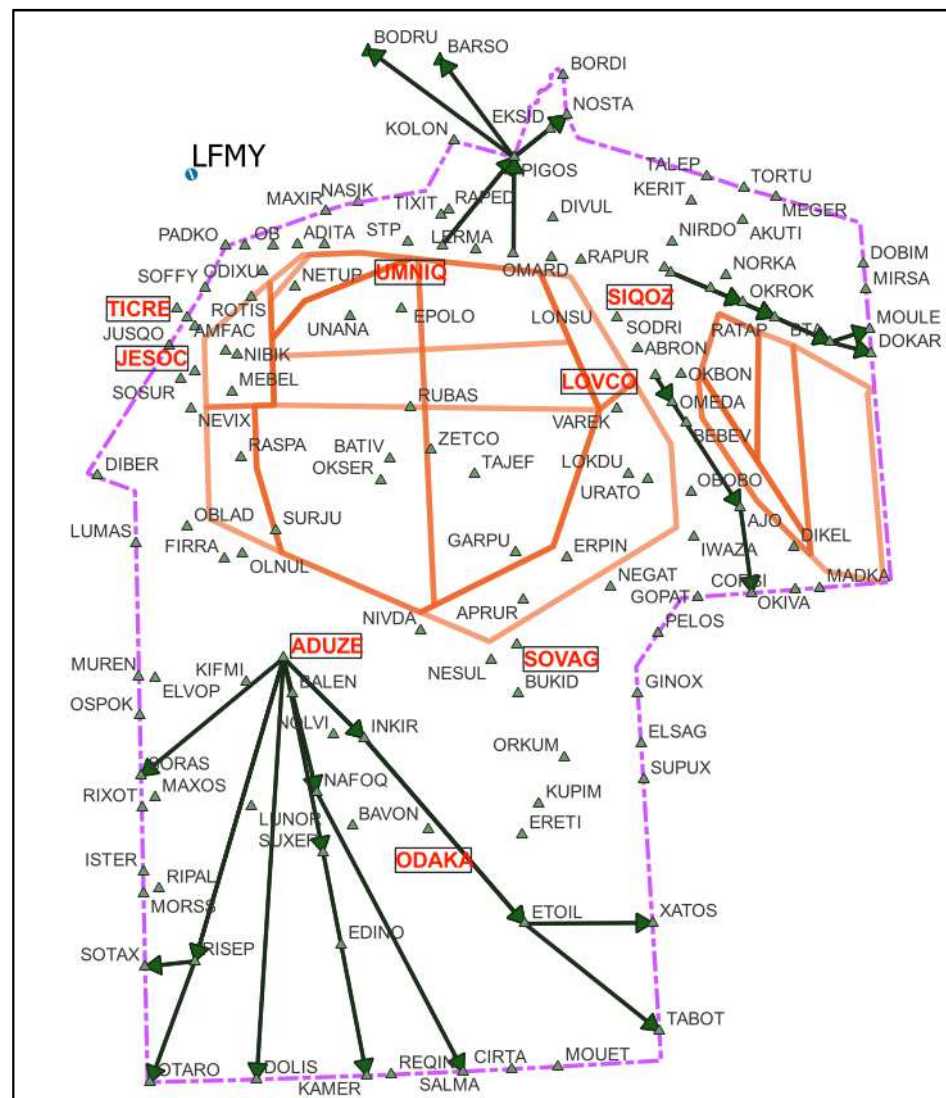 BODRU
BARSO
BORDI
NOSTA
EKSID
KOLON
LFMY
PIGOS
TALEP
TORTU
KERIT
MEGER
NASIK
MAXIR
TIXIT
RAPED
DIVUL
AKUTI
PADKO
OB
ADITA
STP
LERMA
NIRDO
DOBIM
SOFFY
ODIXU
NETUP
UMNIQ
OMARD
RAPUR
NORKA
MIRSA
TICRE
ROTIS
EPOLO
LONSU
SIQOZ
OKROK
JUSQO
AMFAC
UNANA
SODRI
RATAP
BTA
MOULE
DOKAR
JESOC
NIBIK
ABRON
SOSUR
MEBEL
LOVCO
OKBON
OMEDA
NEVIX
RUBAS
VAREK
BEBEV
RASPA
BATIV
ZETCO
OKSER
TAJEF
LOKDU
URATO
DIBER
OBOBO
AJO
LUMAS
OBLAD
SURJU
FIRRA
OLNUL
GARPU
ERPIN
IWAZA
DIKEL
NEGAT
GOPAT
CORSI
OKIVA
MADKA
APRUR
NIVDA
PELOS
ADUZE
SOVAG
MUREN
ELVOP
KIFMI
BALEN
NESUL
BUKID
GINOX
OSPOK
NOLVI
INKIR
ORKUM
ELSAG
SORAS
MAXOS
NAFOQ
SUPUX
RIXOT
LUNOR
BAVON
KUPIM
SUXER
ERETI
ISTER
RIPAL
ODAKA
MORSS
ETOIL
XATOS
SOTAX
RISEP
EDINO
TABOT
OTARO
DOLIS
KAMER
REQIN
SALMA
CIRTA
MOUET